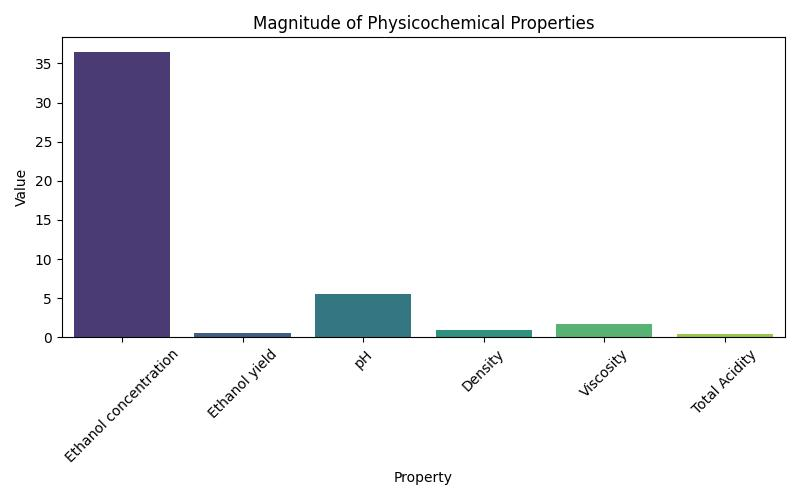 Magnitude of Physicochemical Properties
Value
35
30
25
20
15
10
5
0
Ethanol concentration
Ethanol yield
pH
Density
Viscosity
Total Acidity
Property